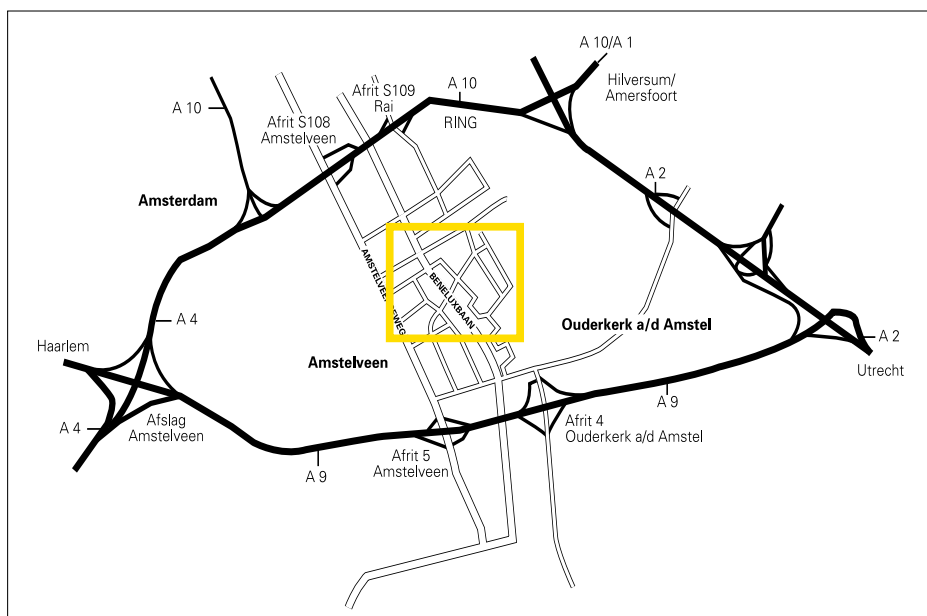 A 10/A 1
Hilversum/
Amersfoort
A 10
RING
Afrit S109
Rai
Afrit S108
Amstelveen
A 10
A 2
Amsterdam
AMSTELVEENSEWEG
BENELUXBAAN
A 4
Ouderkerk a/d Amstel
A 2
Utrecht
Haarlem
Amstelveen
A 9
Afslag
Amstelveen
A 4
Afrit 4
Ouderkerk a/d Amstel
Afrit 5
Amstelveen
A 9